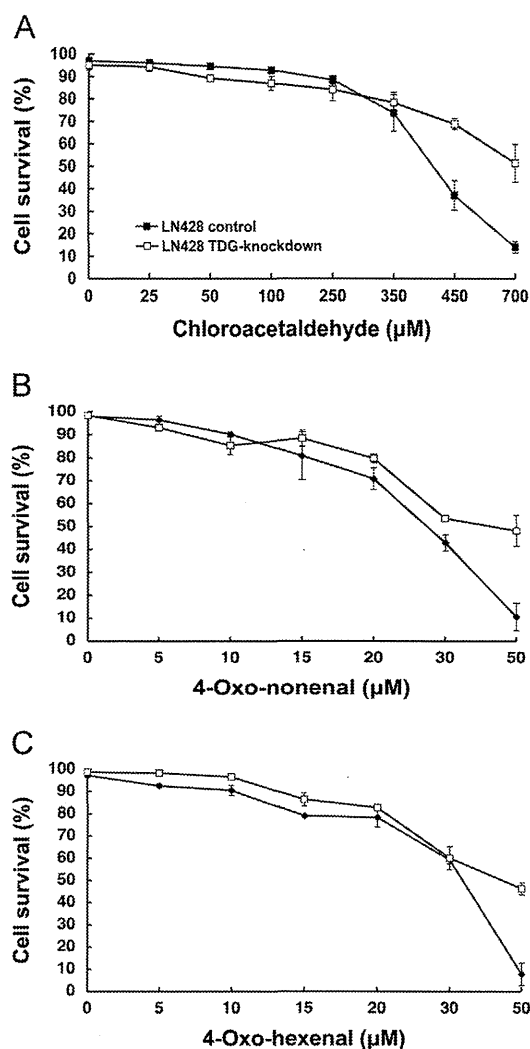 A
Cell survival (%)
100
90
80
70
60
50
40
30
20
10
0
LN428 control
LN428 TDG-knockdown
0 25 50 100 250 350 450 700
Chloroacetaldehyde (µM)
B
Cell survival (%)
100
90
80
70
60
50
40
30
20
10
0
0 5 10 15 20 30 50
4-Oxo-nonenal (µM)
C
Cell survival (%)
100
90
80
70
60
50
40
30
20
10
0
0 5 10 15 20 30 50
4-Oxo-hexenal (µM)